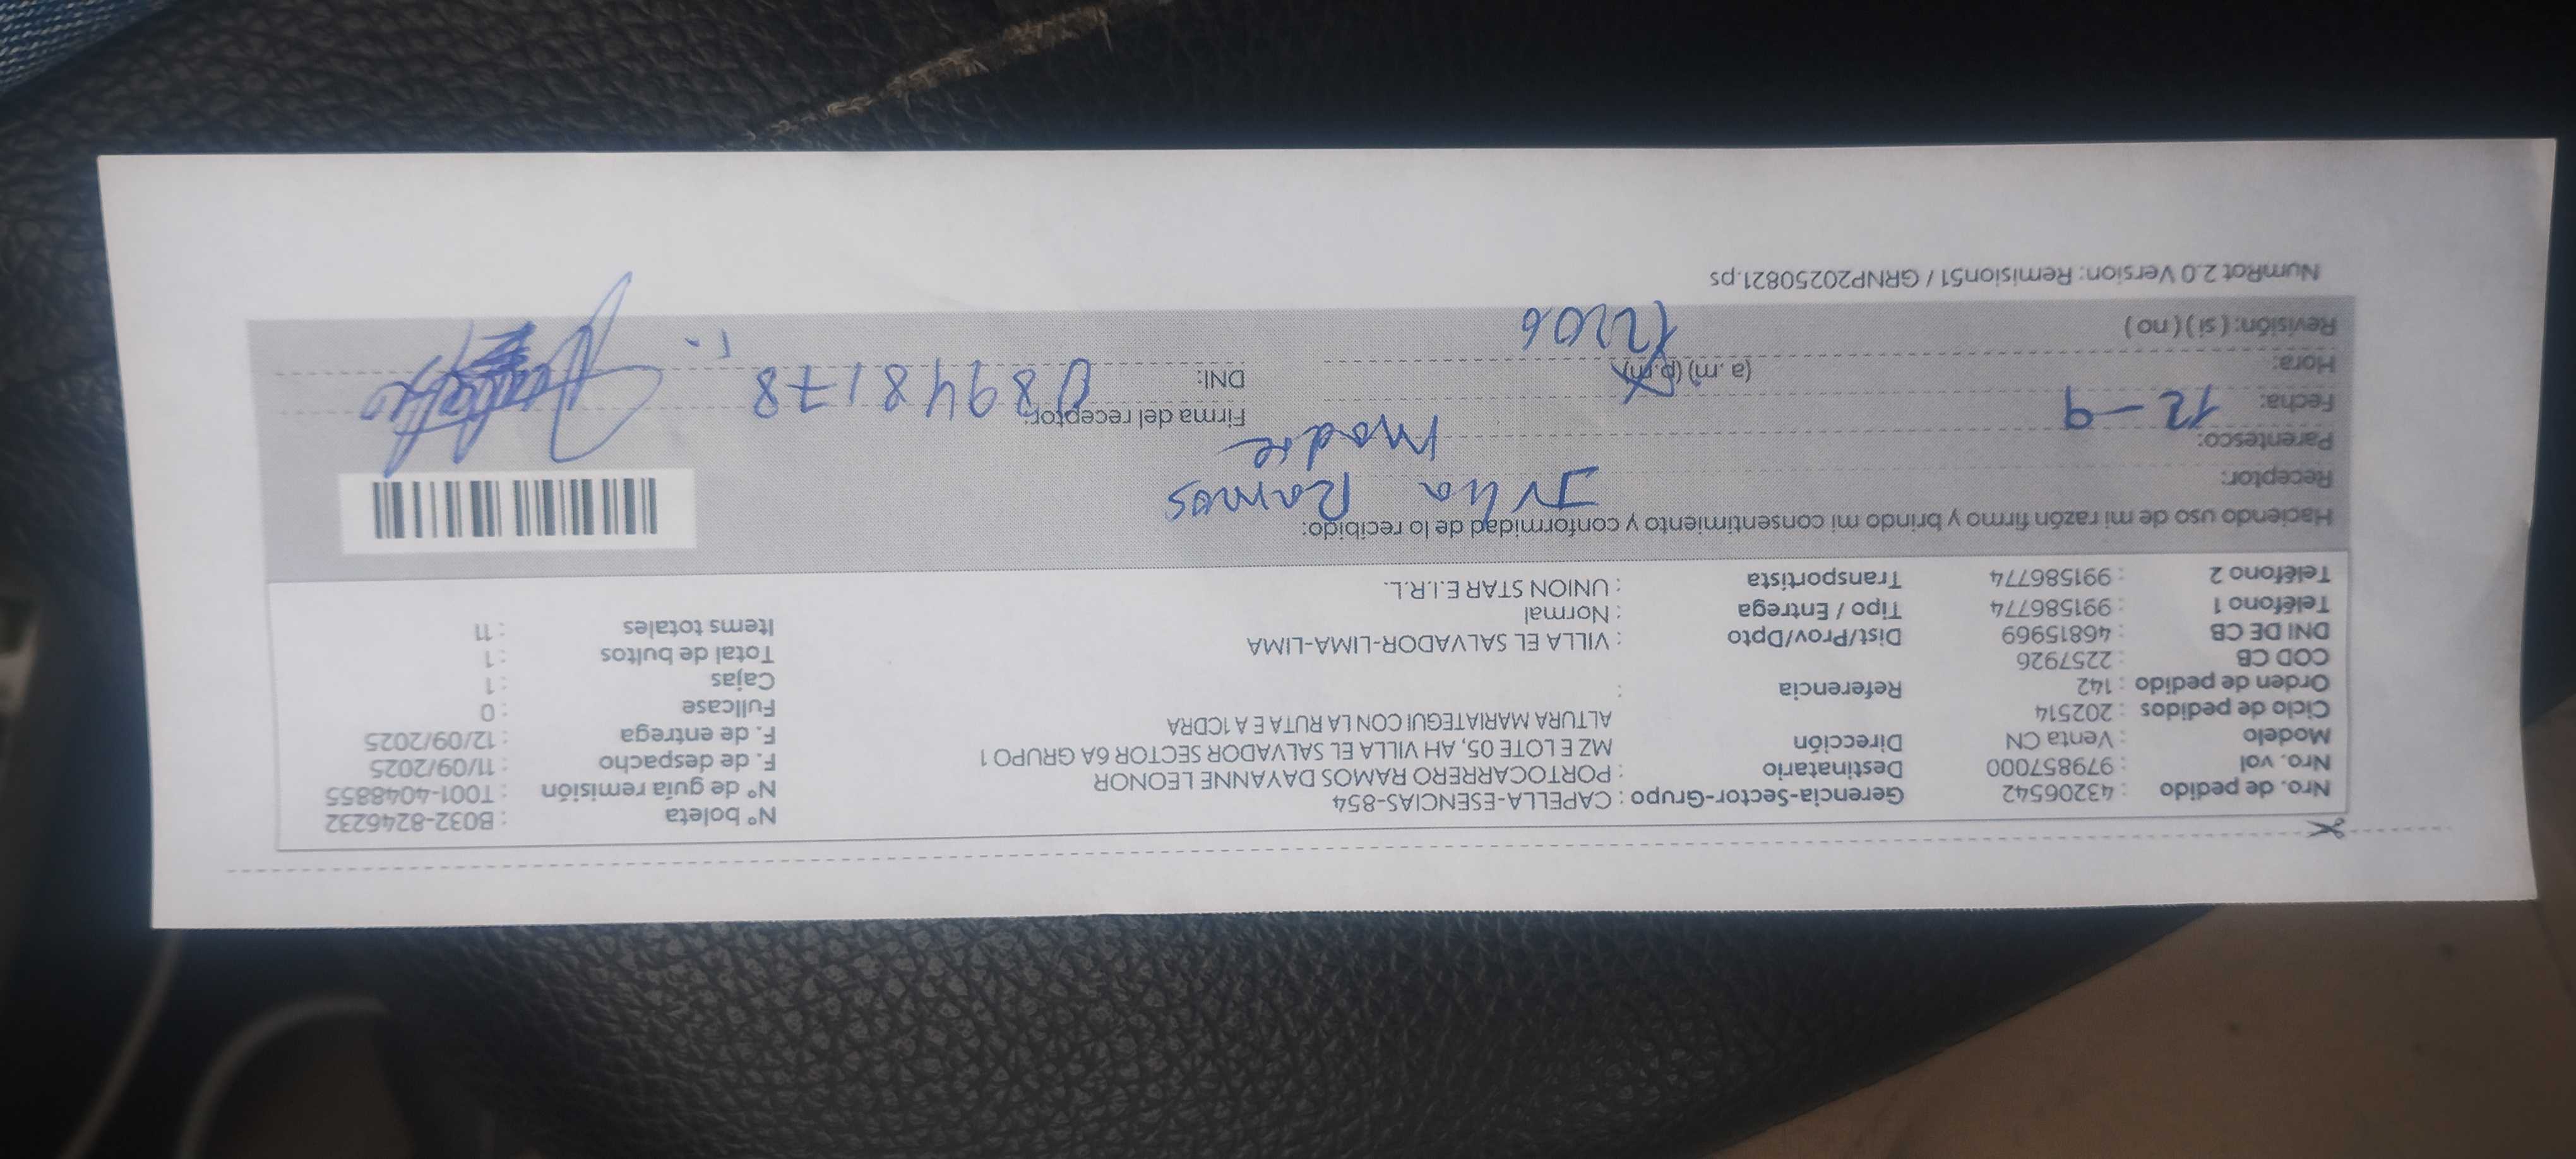 Nro. de pedido : 43206542 Gerencia-Sector-Grupo : CAPELLA-ESENCIAS-854 N° boleta : B032-8246232
Nro. vol : 979857000 Destinatario : PORTOCARRERO RAMOS DAYANNE LEONOR N° de guía remisión : T001-4048855
Modelo : Venta CN Dirección : MZ E LOTE 05, AH VILLA EL SALVADOR SECTOR 6A GRUPO 1 F. de despacho : 11/09/2025
Ciclo de pedidos : 202514 ALTURA MARIATEGUI CON LA RUTA E A 1CDRA F. de entrega : 12/09/2025
Orden de pedido : 142 Referencia : Fullcase : 0
COD CB : 2257926 Cajas : 1
DNI DE CB : 46815969 Dist/Prov/Dpto : VILLA EL SALVADOR-LIMA-LIMA Total de bultos : 1
Teléfono 1 : 991586774 Tipo / Entrega : Normal Items totales : 11
Teléfono 2 : 991586774 Transportista : UNION STAR E.I.R.L.
Haciendo uso de mi razón firmo y brindo mi consentimiento y conformidad de lo recibido:
Receptor: Julia Ramos
Parentesco: Madre
Fecha: 12-9 Firma del receptor:
Hora: (a. m) (p.m) DNI: 08948178
Revisión: ( si ) ( no ) 1206
NumRot 2.0 Version: Remision51 / GRNP20250821.ps